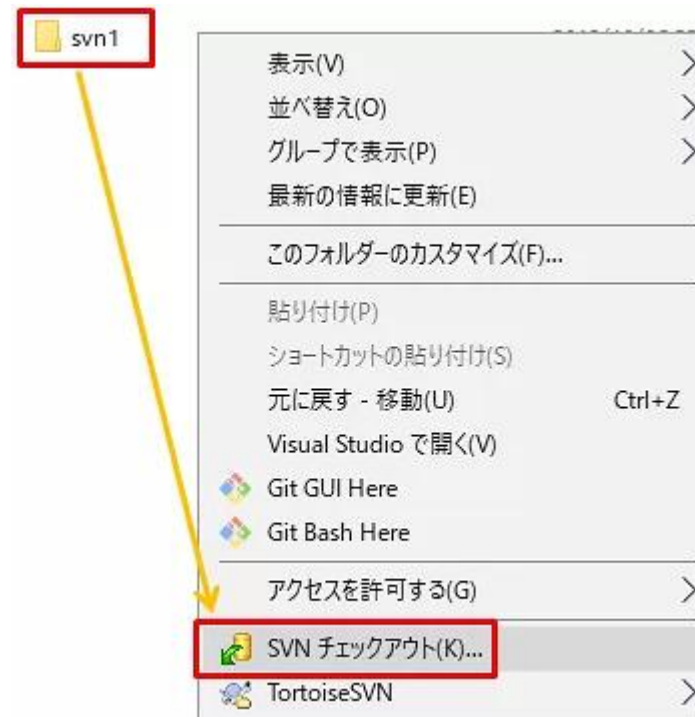 svn1
表示(V)
並べ替え(O)
グループで表示(P)
最新の情報に更新(E)
このフォルダーのカスタマイズ(F)...
貼り付け(P)
ショートカットの貼り付け(S)
元に戻す - 移動(U) Ctrl+Z
Visual Studio で開く(V)
Git GUI Here
Git Bash Here
アクセスを許可する(G)
SVN チェックアウト(K)...
TortoiseSVN